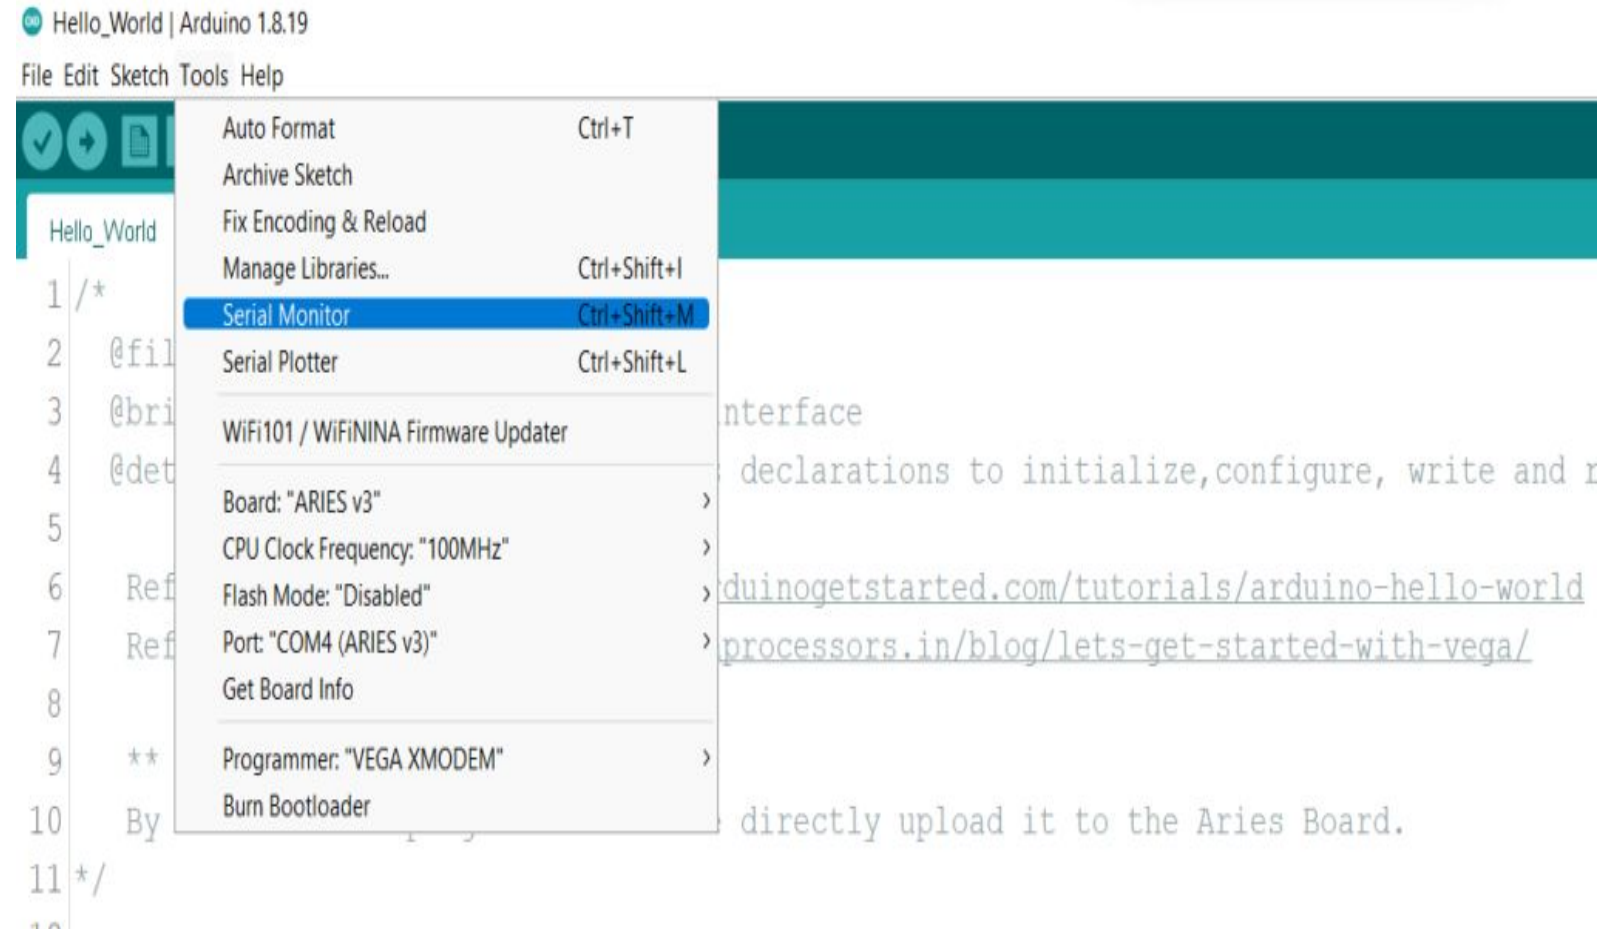 Hello_World | Arduino 1.8.19
File Edit Sketch Tools Help
Auto Format Ctrl+T
Archive Sketch
Fix Encoding & Reload
Manage Libraries... Ctrl+Shift+I
Serial Monitor Ctrl+Shift+M
Serial Plotter Ctrl+Shift+L
WiFi101 / WiFiNINA Firmware Updater
Board: "ARIES v3"
CPU Clock Frequency: "100MHz"
Flash Mode: "Disabled"
Port: "COM4 (ARIES v3)"
Get Board Info
Programmer: "VEGA XMODEM"
Burn Bootloader
Hello_World
1 /*
2 @fil
3 @bri nterface
4 @det declarations to initialize,configure, write and
5
6 Ref duinogetstarted.com/tutorials/arduino-hello-world
7 Ref processors.in/blog/lets-get-started-with-vega/
8
9 **
10 By directly upload it to the Aries Board.
11 */